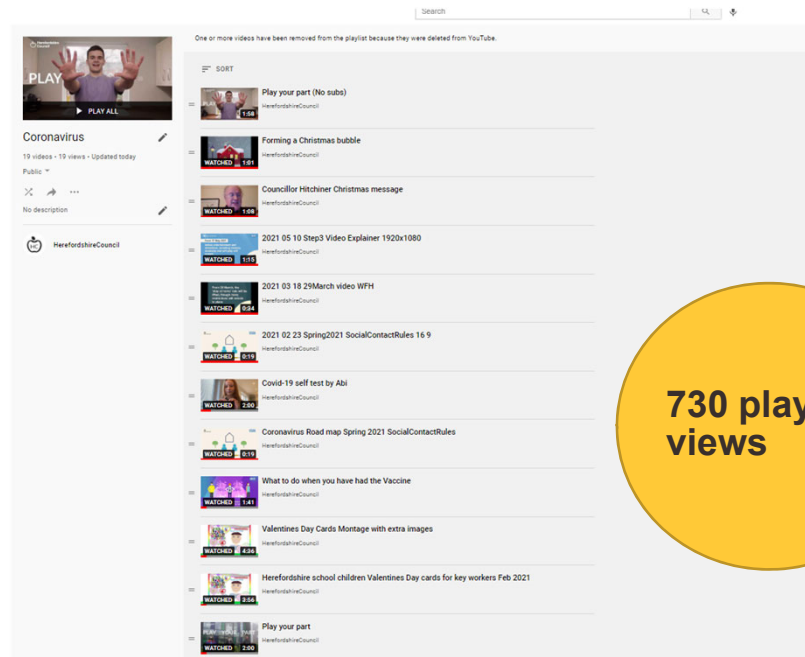 Search
One or more videos have been removed from the playlist because they were deleted from YouTube.
PLAY
PLAY ALL
Coronavirus
19 videos • 19 views • Updated today
Public
No description
HerefordshireCouncil
SORT
1:58
Play your part (No subs)
HerefordshireCouncil
WATCHED 1:01
Forming a Christmas bubble
HerefordshireCouncil
WATCHED 1:08
Councillor Hitchiner Christmas message
HerefordshireCouncil
WATCHED 1:15
2021 05 10 Step3 Video Explainer 1920x1080
HerefordshireCouncil
WATCHED 0:34
2021 03 18 29March video WFH
HerefordshireCouncil
WATCHED 0:19
2021 02 23 Spring2021 SocialContactRules 16 9
HerefordshireCouncil
WATCHED 2:00
Covid-19 self test by Abi
HerefordshireCouncil
WATCHED 0:19
Coronavirus Road map Spring 2021 SocialContactRules
HerefordshireCouncil
WATCHED 1:41
What to do when you have had the Vaccine
HerefordshireCouncil
WATCHED 4:36
Valentines Day Cards Montage with extra images
HerefordshireCouncil
WATCHED 2:56
Herefordshire school children Valentines Day cards for key workers Feb 2021
HerefordshireCouncil
PLAY YOUR PART
WATCHED 2:00
Play your part
HerefordshireCouncil
730 play
views